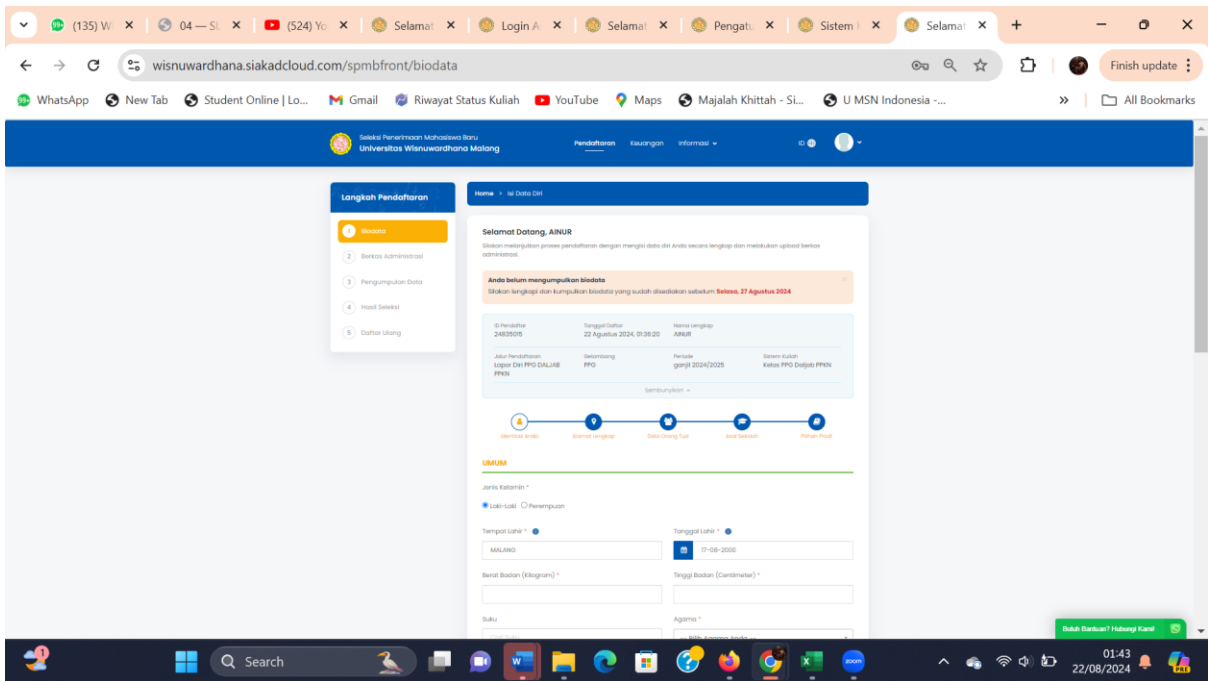 (135) W
04 — SL
(524) Yo
Selamat
Login A
Selamat
Pengatu
Sistem
Selamat
wisnuwardhana.siakadcloud.com/spmbfront/biodata
Finish update
WhatsApp
New Tab
Student Online | Lo...
Gmail
Riwayat Status Kuliah
YouTube
Maps
Majalah Khittah - Si...
U MSN Indonesia -...
All Bookmarks
Seleksi Penerimaan Mahasiswa Baru
Universitas Wisnuwardhana Malang
Pendaftaran
Keuangan
Informasi
ID
Langkah Pendaftaran
1 Biodata
2 Berkas Administrasi
3 Pengumpulan Data
4 Hasil Seleksi
5 Daftar Ulang
Home > Isi Data Diri
Selamat Datang, AINUR
Silakan melanjutkan proses pendaftaran dengan mengisi data diri Anda secara lengkap dan melakukan upload berkas
administrasi.
Anda belum mengumpulkan biodata
Silakan lengkapi dan kumpulkan biodata yang sudah disediakan sebelum Selasa, 27 Agustus 2024
ID Pendaftar
24835015
Tanggal Daftar
22 Agustus 2024, 01:36:20
Nama Lengkap
AINUR
Jalur Pendaftaran
Lapor Diri PPG DALJAB
PPKN
Gelombang
PPG
Periode
ganjil 2024/2025
Sistem Kuliah
Kelas PPG Daljab PPKN
Sembunyikan
Identitas Anda
Alamat Lengkap
Data Orang Tua
Asal Sekolah
Pilihan Prodi
UMUM
Jenis Kelamin *
Laki-Laki
Perempuan
Tempat Lahir *
MALANG
Tanggal Lahir *
17-08-2000
Berat Badan (Kilogram) *
Tinggi Badan (Centimeter) *
Suku
Agama *
-- Pilih Agama Anda --
Butuh Bantuan? Hubungi Kami!
1
Search
01:43
22/08/2024